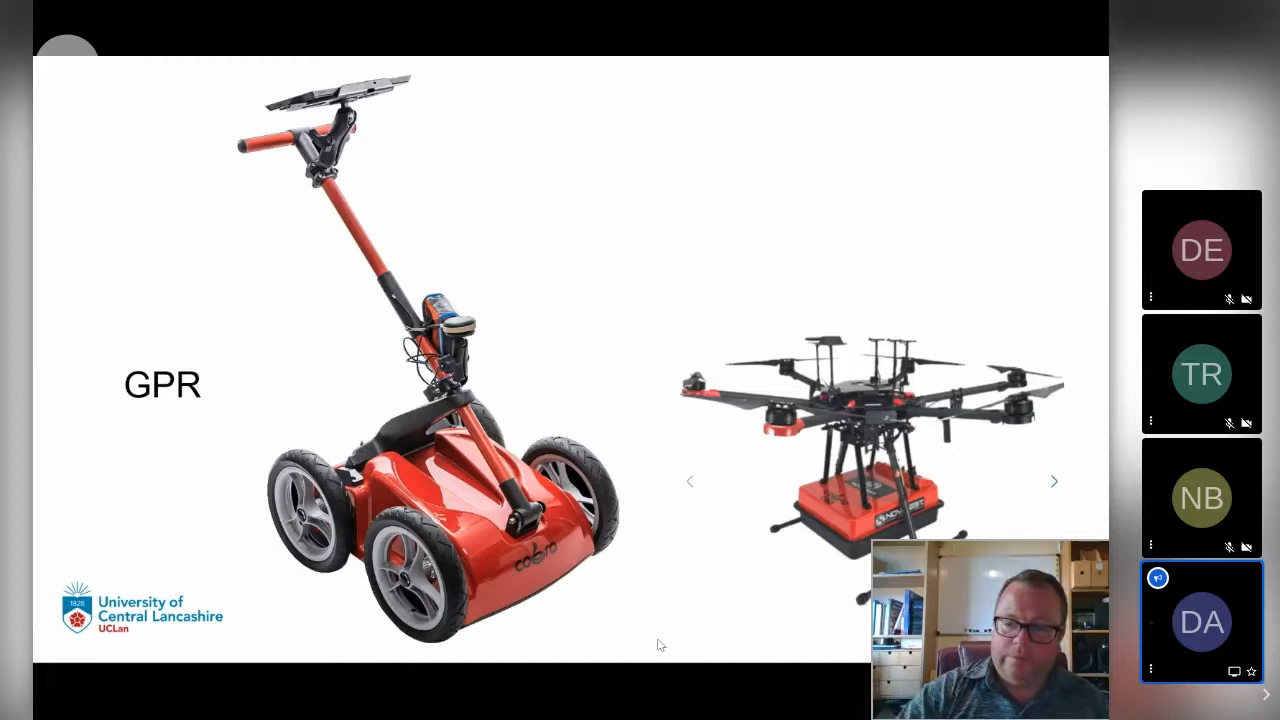 GPR
cobra
1828
University of
Central Lancashire
UCLan
DE
TR
NB
DA